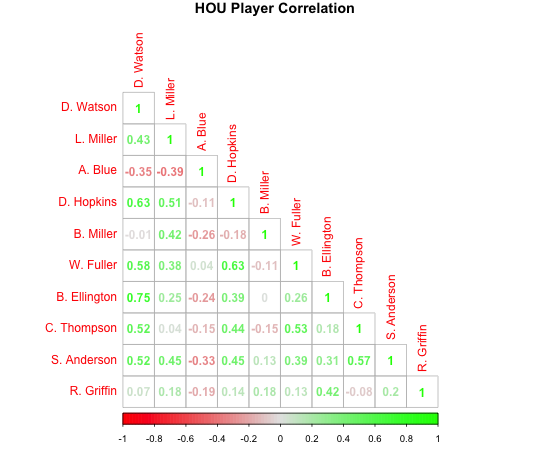 HOU Player Correlation
D. Watson
L. Miller
A. Blue
D. Hopkins
B. Miller
W. Fuller
B. Ellington
C. Thompson
S. Anderson
R. Griffin
D. Watson 1
L. Miller 0.43 1
A. Blue -0.35 -0.39 1
D. Hopkins 0.63 0.51 -0.11 1
B. Miller -0.01 0.42 -0.26 -0.18 1
W. Fuller 0.58 0.38 0.04 0.63 -0.11 1
B. Ellington 0.75 0.25 -0.24 0.39 0 0.26 1
C. Thompson 0.52 0.04 -0.15 0.44 -0.15 0.53 0.18 1
S. Anderson 0.52 0.45 -0.33 0.45 0.13 0.39 0.31 0.57 1
R. Griffin 0.07 0.18 -0.19 0.14 0.18 0.13 0.42 -0.08 0.2 1
-1 -0.8 -0.6 -0.4 -0.2 0 0.2 0.4 0.6 0.8 1